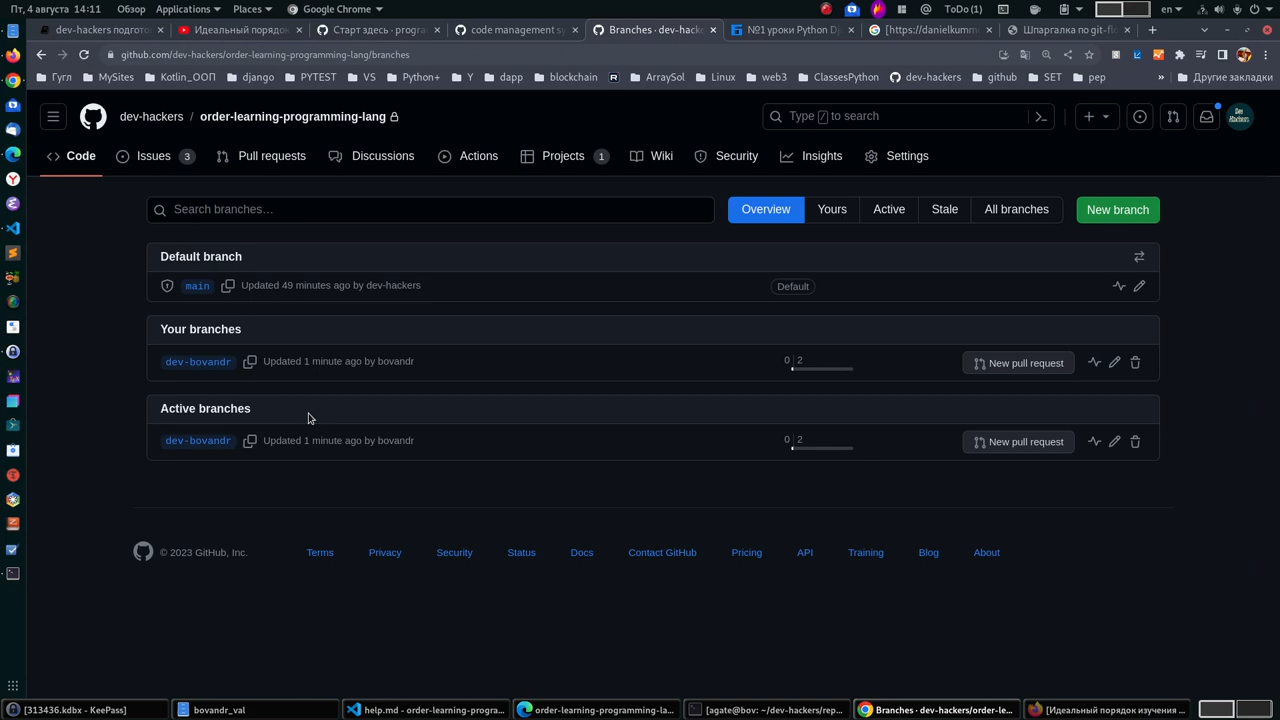 Пт, 4 августа 14:11 Обзор Applications Places Google Chrome ToDo (1) en
dev-hackers подгото Идеальный порядок Старт здесь · progra code management sy Branches · dev-hacke №21 уроки Python D [https://danielkumm Шпаргалка по git-flo
github.com/dev-hackers/order-learning-programming-lang/branches
Гугл MySites Kotlin_ООП django PYTEST VS Python+ Y dapp blockchain ArraySol Linux web3 ClassesPython dev-hackers github SET pep » Другие закладки
dev-hackers / order-learning-programming-lang
Type / to search
Dev Hackers
Code Issues 3 Pull requests Discussions Actions Projects 1 Wiki Security Insights Settings
Search branches… Overview Yours Active Stale All branches New branch
Default branch
main Updated 49 minutes ago by dev-hackers Default
Your branches
dev-bovandr Updated 1 minute ago by bovandr 0 2 New pull request
Active branches
dev-bovandr Updated 1 minute ago by bovandr 0 2 New pull request
© 2023 GitHub, Inc. Terms Privacy Security Status Docs Contact GitHub Pricing API Training Blog About
[313436.kdbx - KeePass] bovandr_val help.md - order-learning-progra... order-learning-programming-la... [agate@bov: ~/dev-hackers/rep... Branches · dev-hackers/order-le... [Идеальный порядок изучения ...